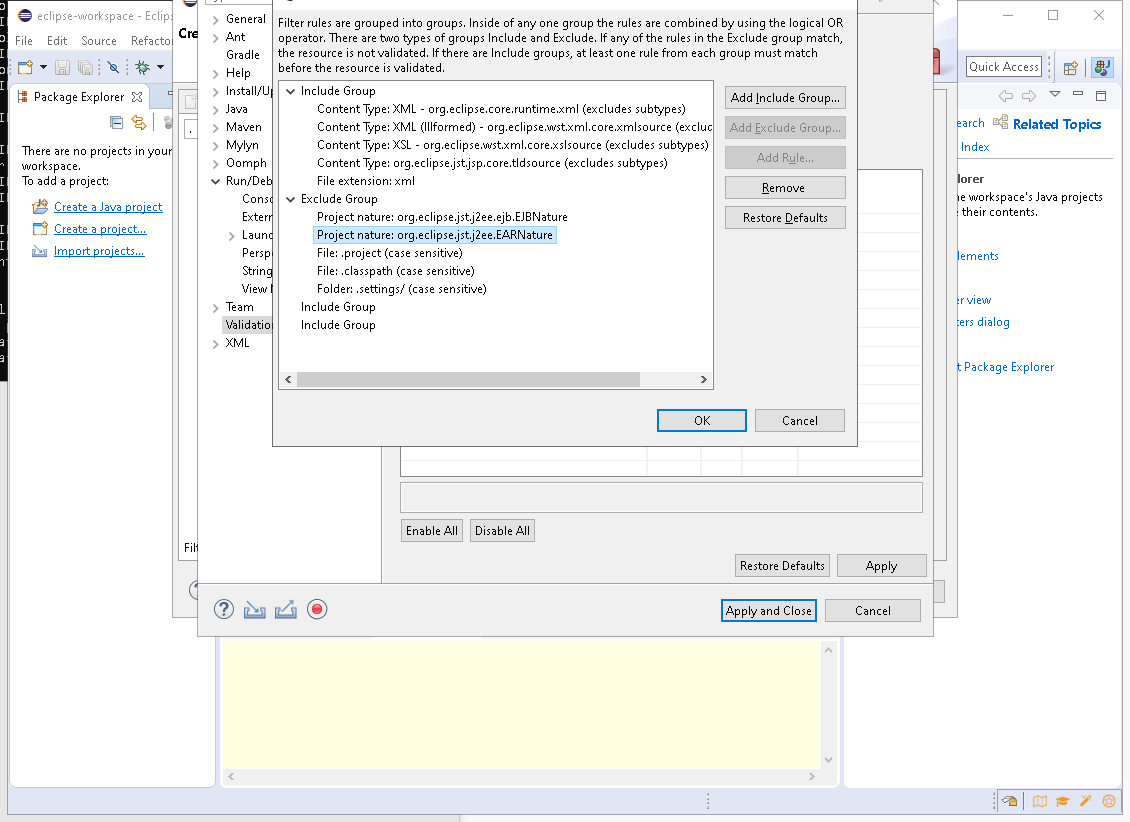 eclipse-workspace - Eclips
File Edit Source Refacto
Quick Access
Package Explorer
There are no projects in your
workspace.
To add a project:
Create a Java project
Create a project...
Import projects...
Cre
General
Ant
Gradle
Help
Install/Up
Java
Maven
Mylyn
Oomph
Run/Deb
Conso
Extern
Launc
Persp
String
View M
Team
Validatio
XML
Filt
Filter rules are grouped into groups. Inside of any one group the rules are combined by using the logical OR
operator. There are two types of groups Include and Exclude. If any of the rules in the Exclude group match,
the resource is not validated. If there are Include groups, at least one rule from each group must match
before the resource is validated.
Include Group
Content Type: XML - org.eclipse.core.runtime.xml (excludes subtypes)
Content Type: XML (Illformed) - org.eclipse.wst.xml.core.xmlsource (exclud
Content Type: XSL - org.eclipse.wst.xml.core.xslsource (excludes subtypes)
Content Type: org.eclipse.jst.jsp.core.tldsource (excludes subtypes)
File extension: xml
Exclude Group
Project nature: org.eclipse.jst.j2ee.ejb.EJBNature
Project nature: org.eclipse.jst.j2ee.EARNature
File: .project (case sensitive)
File: .classpath (case sensitive)
Folder: .settings/ (case sensitive)
Include Group
Include Group
Add Include Group...
Add Exclude Group...
Add Rule...
Remove
Restore Defaults
OK Cancel
Enable All Disable All
Restore Defaults Apply
Apply and Close Cancel
earch Related Topics
Index
lorer
he workspace's Java projects
their contents.
lements
er view
ters dialog
t Package Explorer